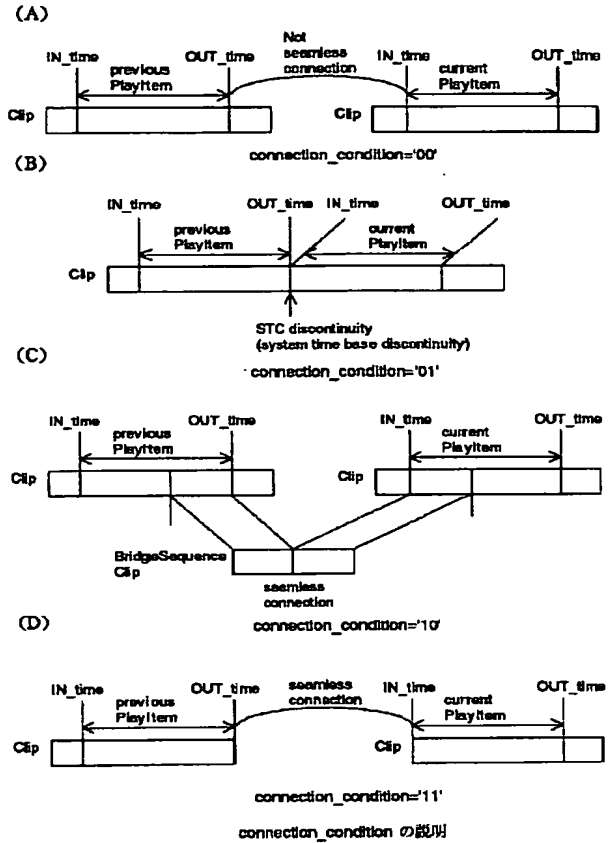 (A)
IN_time OUT_time Not seamless connection IN_time OUT_time
previous PlayItem current PlayItem
Clip Clip
connection_condition='00'
(B)
IN_time OUT_time IN_time OUT_time
previous PlayItem current PlayItem
Clip
STC discontinuity
(system time base discontinuity)
connection_condition='01'
(C)
IN_time OUT_time IN_time OUT_time
previous PlayItem current PlayItem
Clip Clip
BridgeSequence
Clip
seamless
connection
connection_condition='10'
(D)
IN_time OUT_time seamless connection IN_time OUT_time
previous PlayItem current PlayItem
Clip Clip
connection_condition='11'
connection_condition の説明